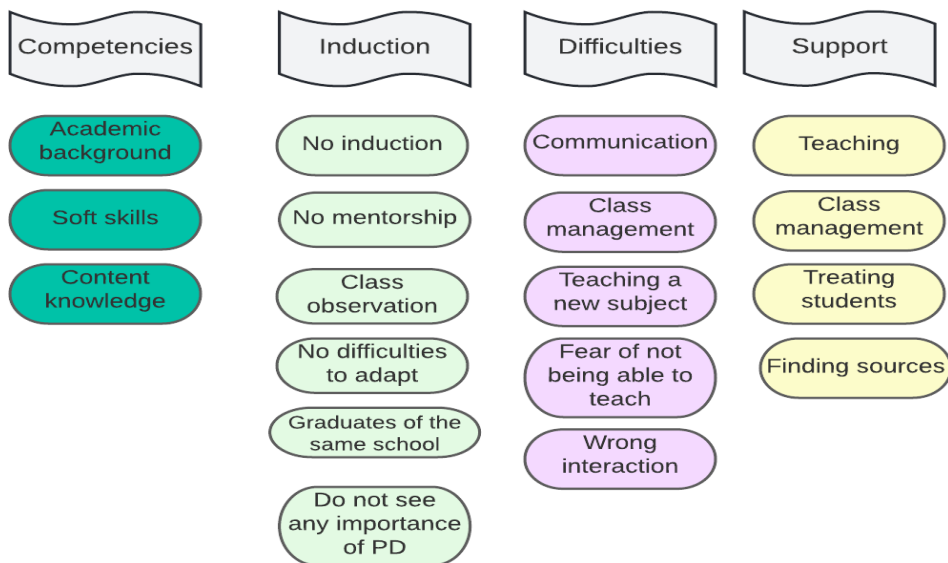 Competencies
Induction
Difficulties
Support
Academic
background
Soft skills
Content
knowledge
No induction
No mentorship
Class
observation
No difficulties
to adapt
Graduates of the
same school
Do not see
any importance
of PD
Communication
Class
management
Teaching a
new subject
Fear of not
being able to
teach
Wrong
interaction
Teaching
Class
management
Treating
students
Finding sources